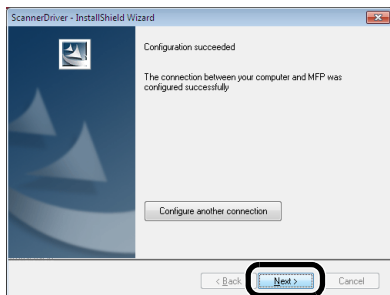 ScannerDriver - InstallShield Wizard
Configuration succeeded
The connection between your computer and MFP was
configured successfully
Configure another connection
< Back
Next >
Cancel